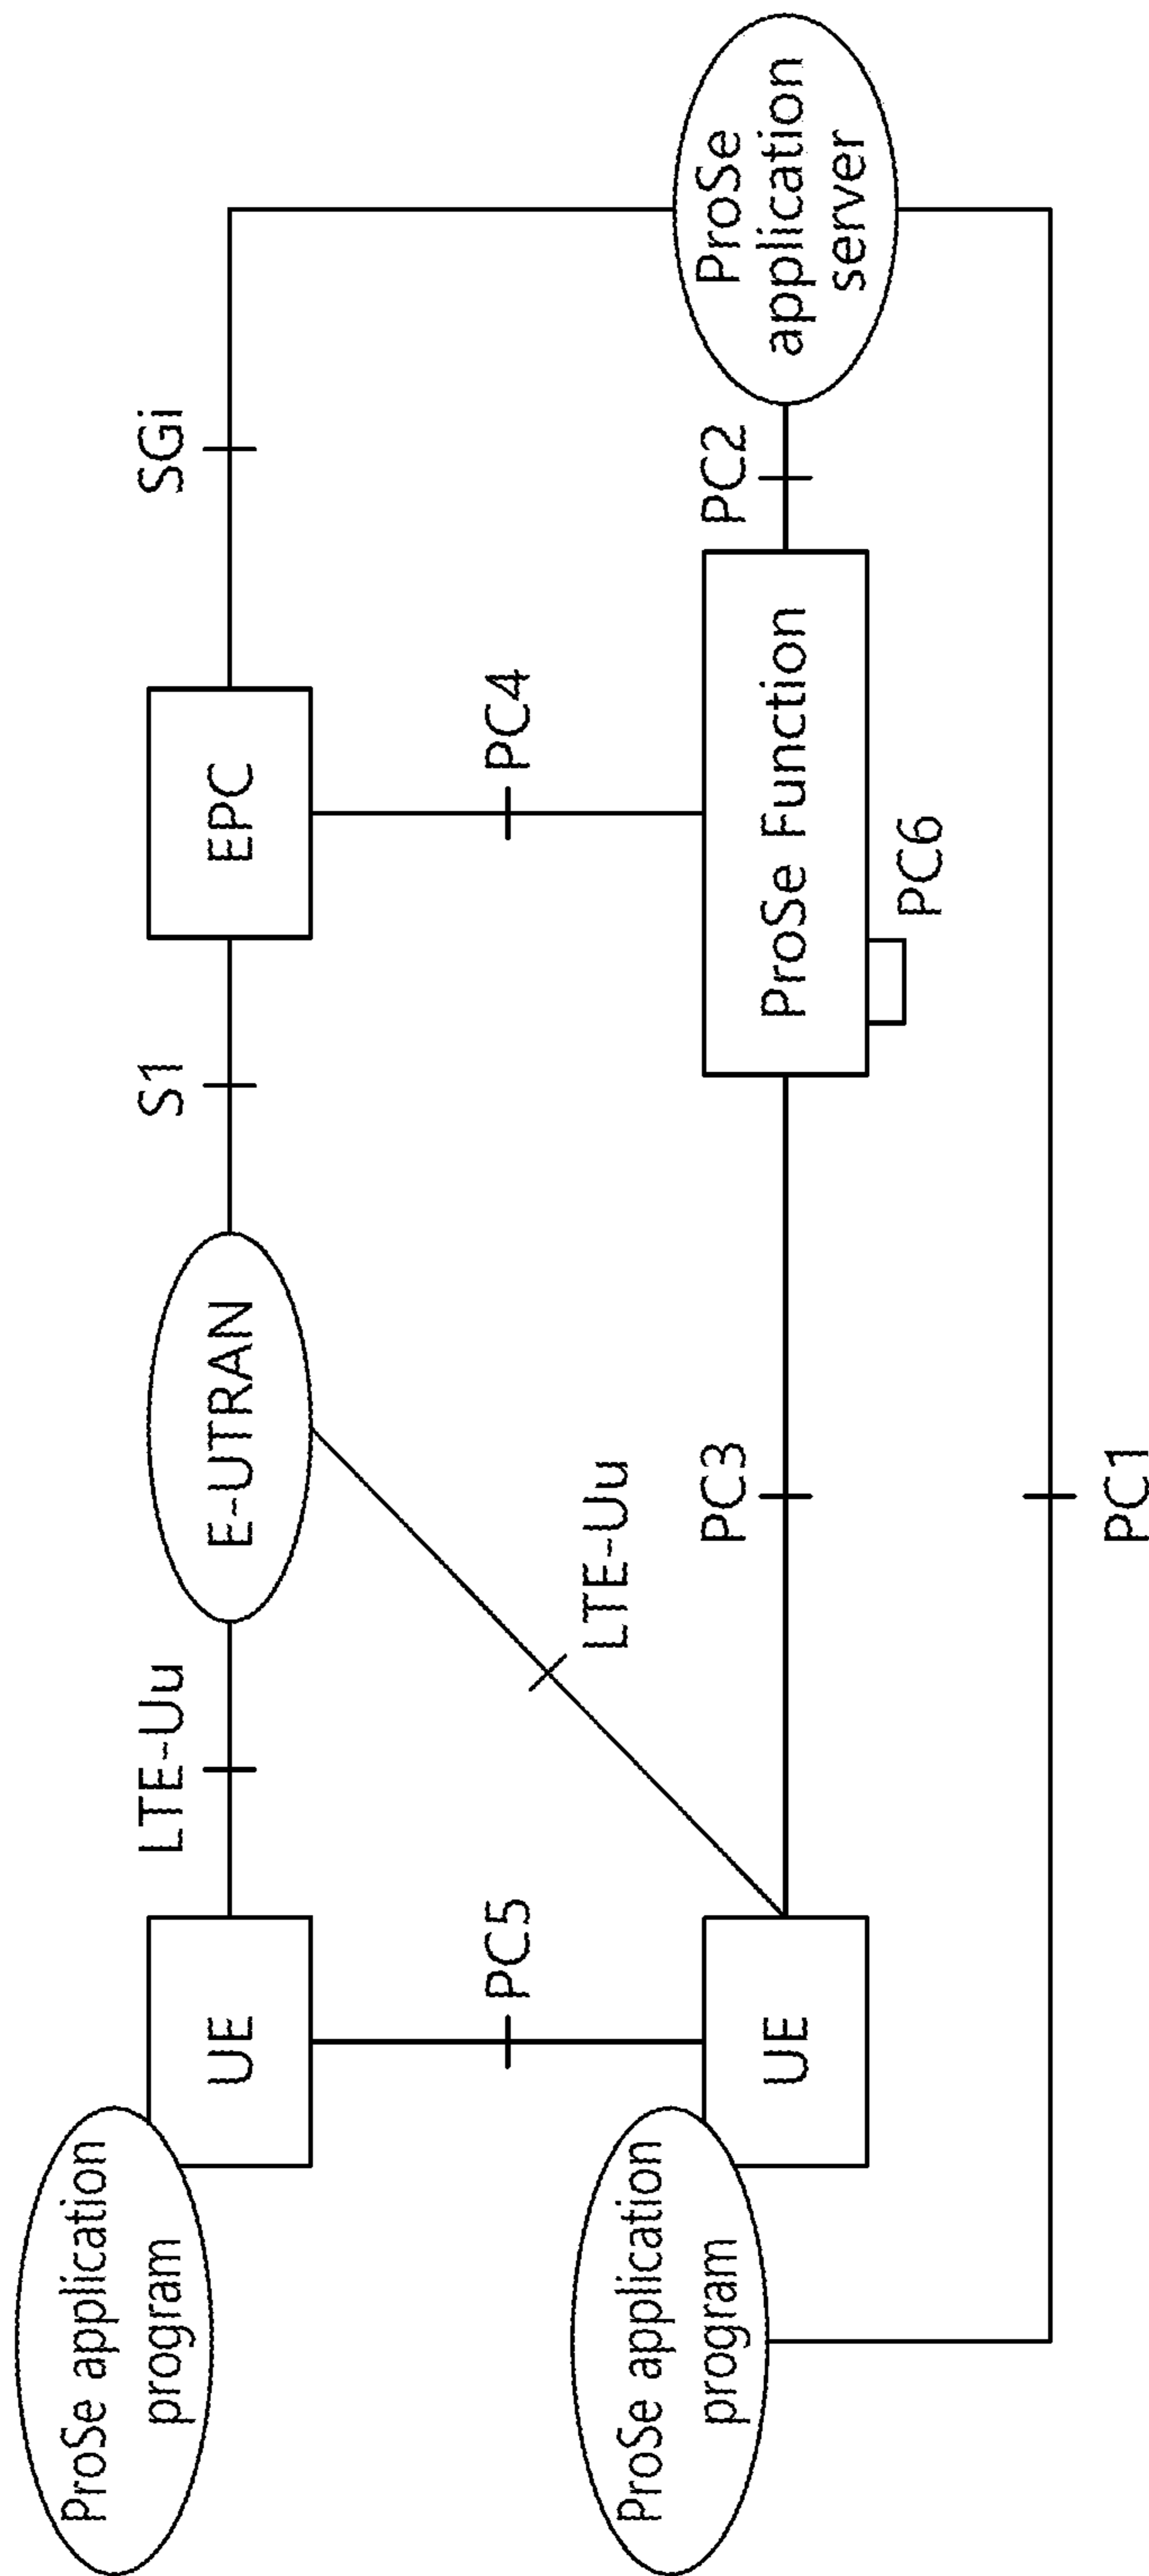 ProSe application
program
UE
LTE-Uu
E-UTRAN
S1
EPC
SGi
PC5
LTE-Uu
PC4
ProSe application
program
UE
PC3
ProSe Function
PC2
ProSe
application
server
PC6
PC1